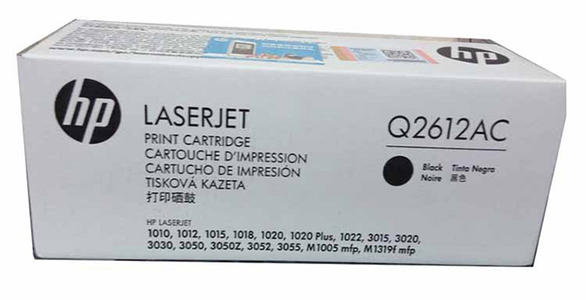 hp
LASERJET
PRINT CARTRIDGE
CARTOUCHE D'IMPRESSION
CARTUCHO DE IMPRESIÓN
TISKOVÁ KAZETA
打印硒鼓
HP LASERJET
1010, 1012, 1015, 1018, 1020, 1020 Plus, 1022, 3015, 3020,
3030, 3050, 3050Z, 3052, 3055, M1005 mfp, M1319f mfp
Q2612AC
Black Tinta Negra
Noire 黑色